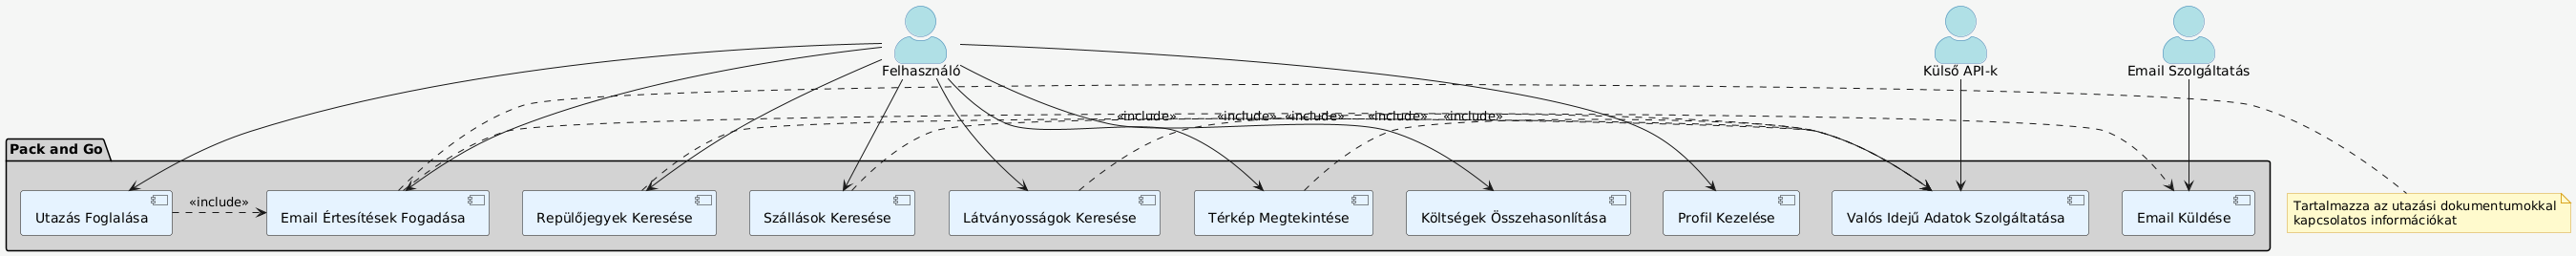 Felhasználó
Külső API-k
Email Szolgáltatás
«include»
«include»
«include»
«include»
«include»
Pack and Go
«include»
Utazás Foglalása
Email Értesítések Fogadása
Repülőjegyek Keresése
Szállások Keresése
Látványosságok Keresése
Térkép Megtekintése
Költségek Összehasonlítása
Profil Kezelése
Valós Idejű Adatok Szolgáltatása
Email Küldése
Tartalmazza az utazási dokumentumokkal
kapcsolatos információkat